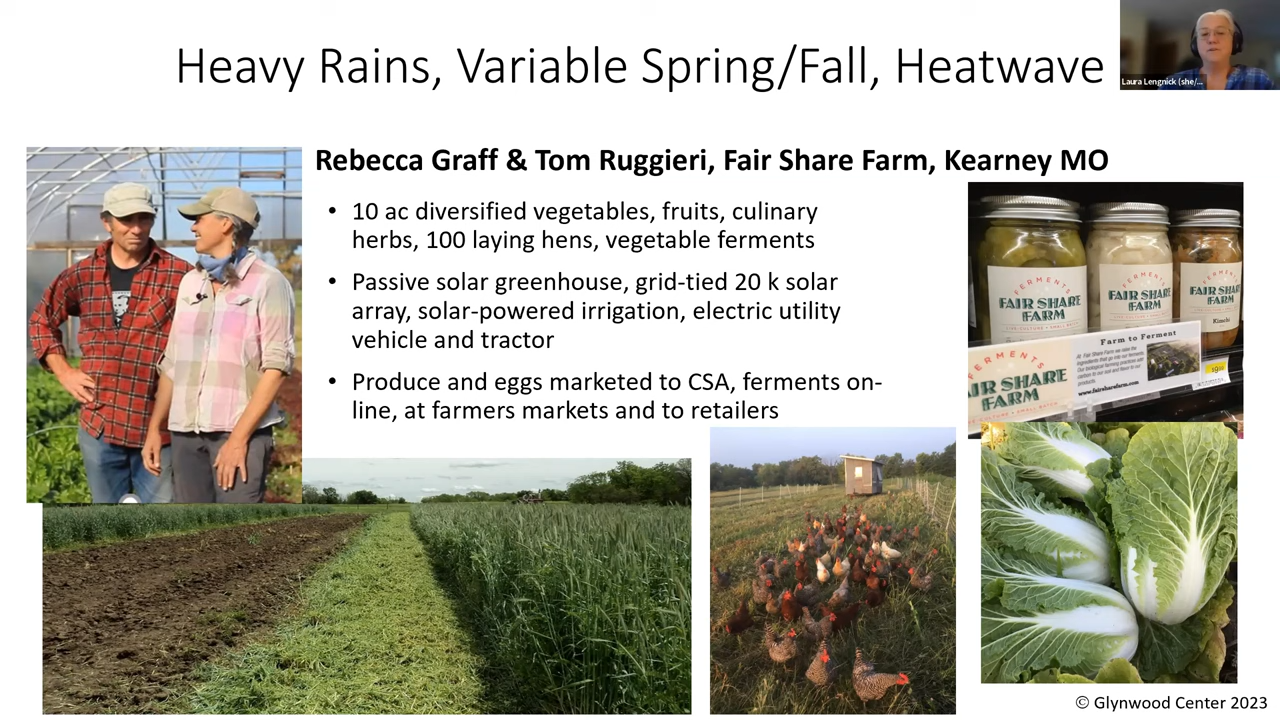 Heavy Rains, Variable Spring/Fall, Heatwave
Laura Lengnick (she/...
Rebecca Graff & Tom Ruggieri, Fair Share Farm, Kearney MO
• 10 ac diversified vegetables, fruits, culinary
herbs, 100 laying hens, vegetable ferments
• Passive solar greenhouse, grid-tied 20 k solar
array, solar-powered irrigation, electric utility
vehicle and tractor
• Produce and eggs marketed to CSA, ferments on-
line, at farmers markets and to retailers
FERMENTS
FAIR SHARE
FARM
FERMENTS
FAIR SHARE
FARM
FERMENTS
FAIR SHARE
FARM
Kimchi
Farm to Ferment
www.fairsharefarm.com
FERMENTS
AIR SHARE
FARM
© Glynwood Center 2023